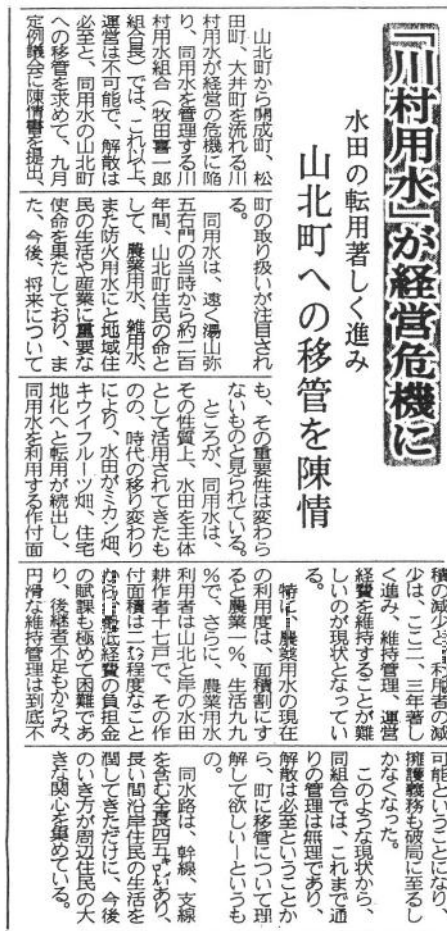 「川村用水」が経営危機に
水田の転用著しく進み
山北町への移管を陳情
山北町から開成町、松
田町、大井町を流れる川
村用水が経営の危機に陥
り、同用水を管理する川
村用水組合（牧田喜一郎
組合長）では、これ以上、
運営は不可能で、解散は
必至と、同用水の山北町
への移管を求めて、九月
定例議会に陳情書を提出、
町の取り扱いが注目され
る。
同用水は、遠く湯山弥
五右門の当時から約二百
年間、山北町住民の命と
して、農業用水、雑用水、
また防火用水にと地域住
民の生活や産業に重要な
使命を果たしており、ま
た、今後、将来について
も、その重要性は変わら
ないものと見られている。
ところが、同用水は、
その性質上、水田を主体
として活用されてきたも
のの、時代の移り変わり
により、水田がミカン畑、
キウイフルーツ畑、住宅
地化へと転用が続出し、
同用水を利用する作付面
積の減少と、利用者の減
少は、ここ二、三年著し
く進み、維持管理、運営
経費を維持することが難
しいのが現状となってい
る。
特に、農業用水の現在
の利用度は、面積割にす
ると農業一％、生活九九
％で、さらに、農業用水
利用者は山北と岸の水田
耕作者十七戸で、その作
付面積は二㌶程度なこと
から、最低経費の負担金
の賦課も極めて困難であ
り、後継者不足もからみ、
円滑な維持管理は到底不
可能ということになり、
擁護義務も破局に至るし
かなくなった。
このような現状から、
同組合では、これまで通
りの管理は無理であり、
解散は必至ということか
ら、町に移管について理
解して欲しい―というも
の。
同水路は、幹線、支線
を含む全長四五㌔あり、
長い間沿岸住民の生活を
潤してきただけに、今後
のいき方が周辺住民の大
きな関心を集めている。